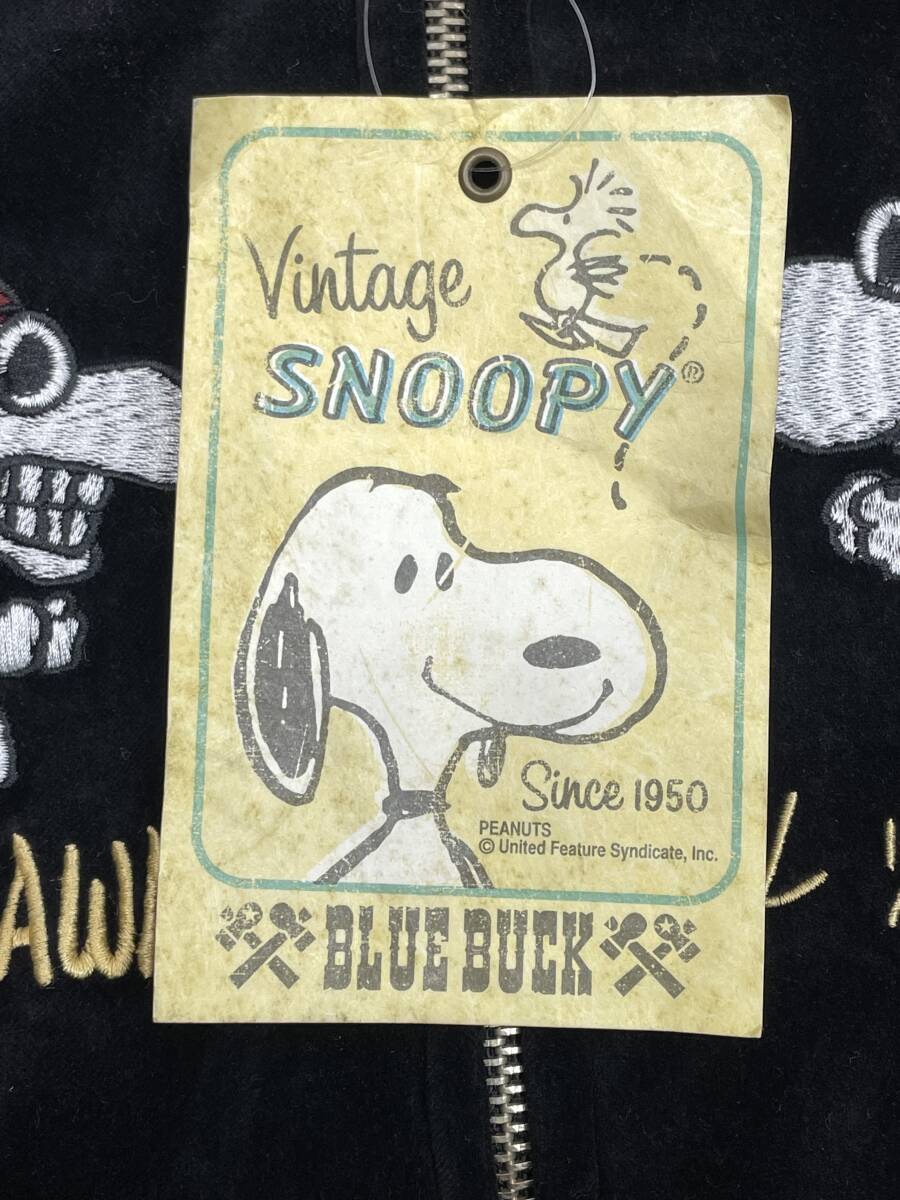 Vintage
SNOOPY®
Since 1950
PEANUTS
© United Feature Syndicate, Inc.
BLUE BUCK